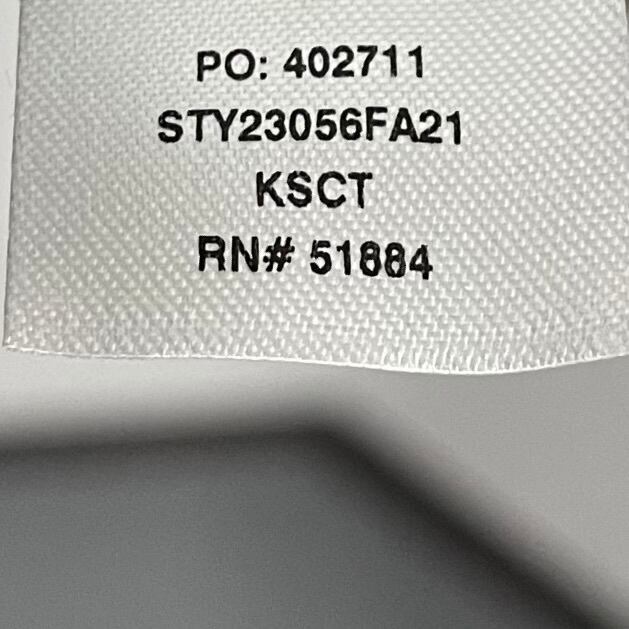 PO: 402711
STY23056FA21
KSCT
RN# 51884